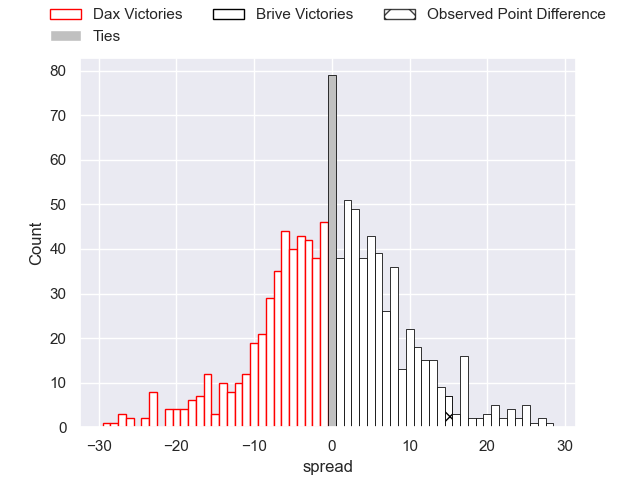 Dax Victories
Brive Victories
Observed Point Difference
Ties
80
70
60
50
40
30
20
10
0
Count
−30
−20
−10
0
10
20
30
spread